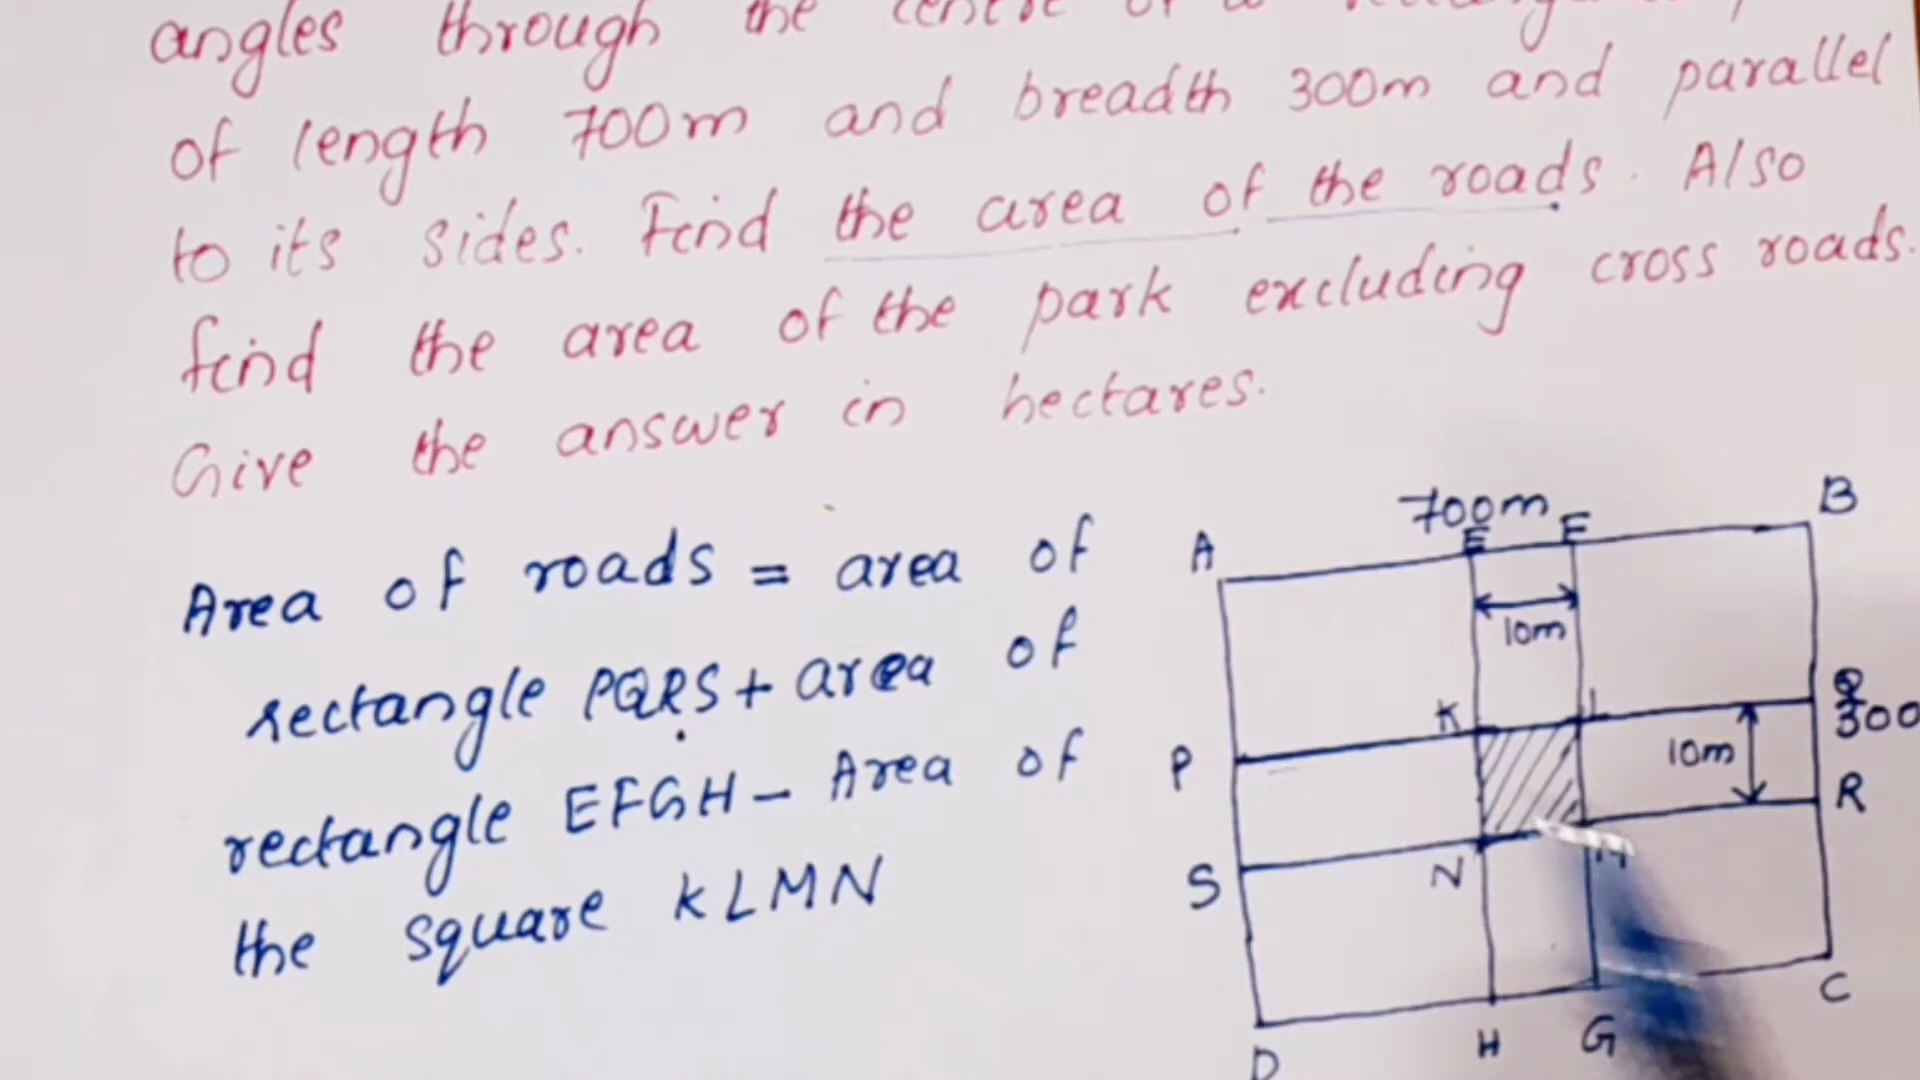 angles through the centre of a
of length 700m and breadth 300m and parallel
to its sides. Find the area of the roads. Also
find the area of the park excluding cross roads.
Give the answer in hectares.
Area of roads = area of
rectangle PQRS + area of
rectangle EFGH - Area of
the square KLMN
700m
A E F B
10m
K L Q
300
P 10m R
S N M
D H G C